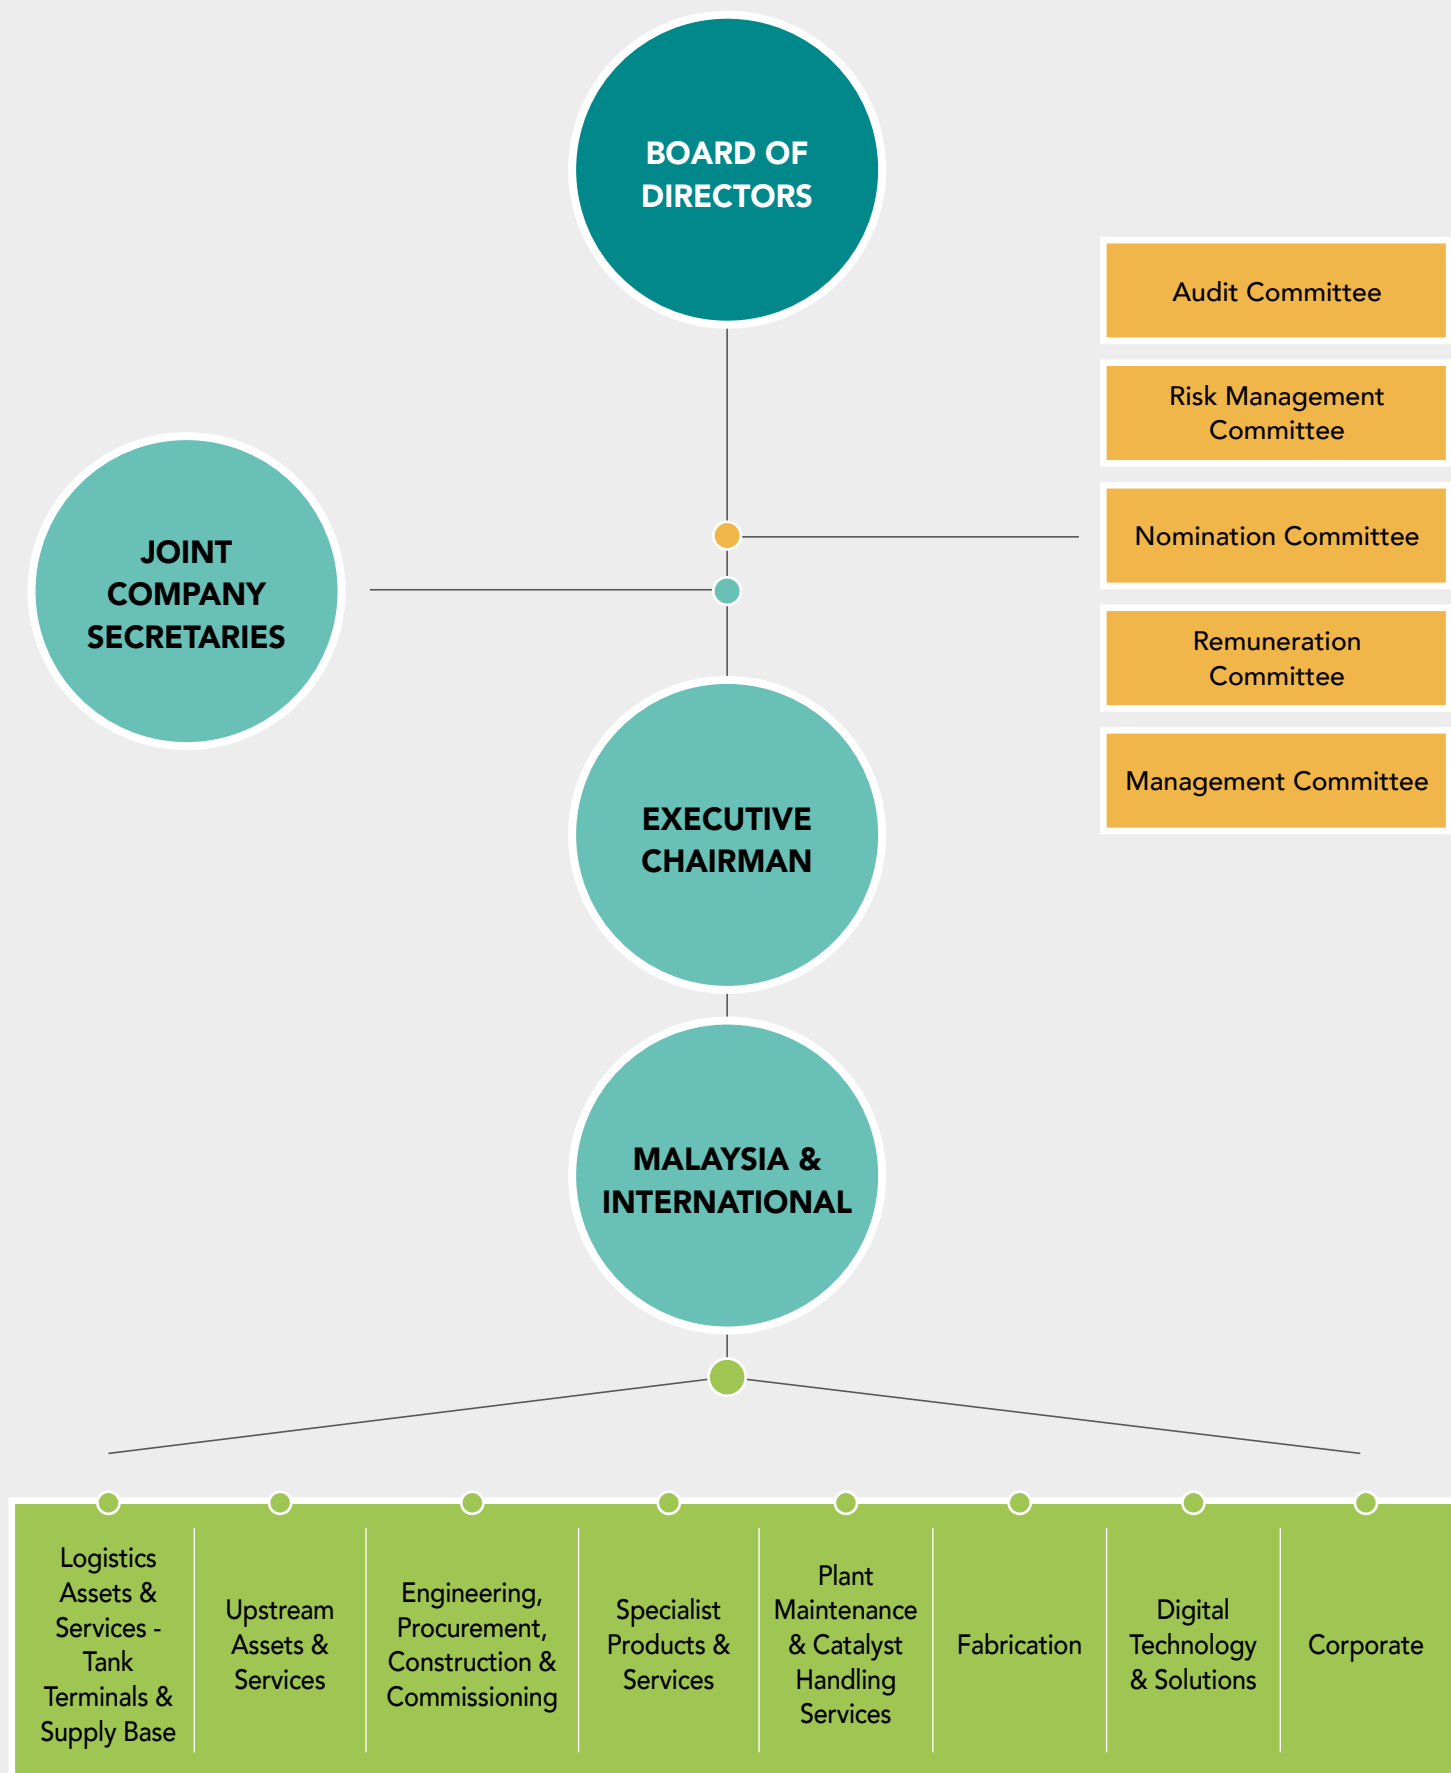 BOARD OF
DIRECTORS
Audit Committee
Risk Management
Committee
Nomination Committee
Remuneration
Committee
Management Committee
JOINT
COMPANY
SECRETARIES
EXECUTIVE
CHAIRMAN
MALAYSIA &
INTERNATIONAL
Logistics
Assets &
Services -
Tank
Terminals &
Supply Base
Upstream
Assets &
Services
Engineering,
Procurement,
Construction &
Commissioning
Specialist
Products &
Services
Plant
Maintenance
& Catalyst
Handling
Services
Fabrication
Digital
Technology
& Solutions
Corporate